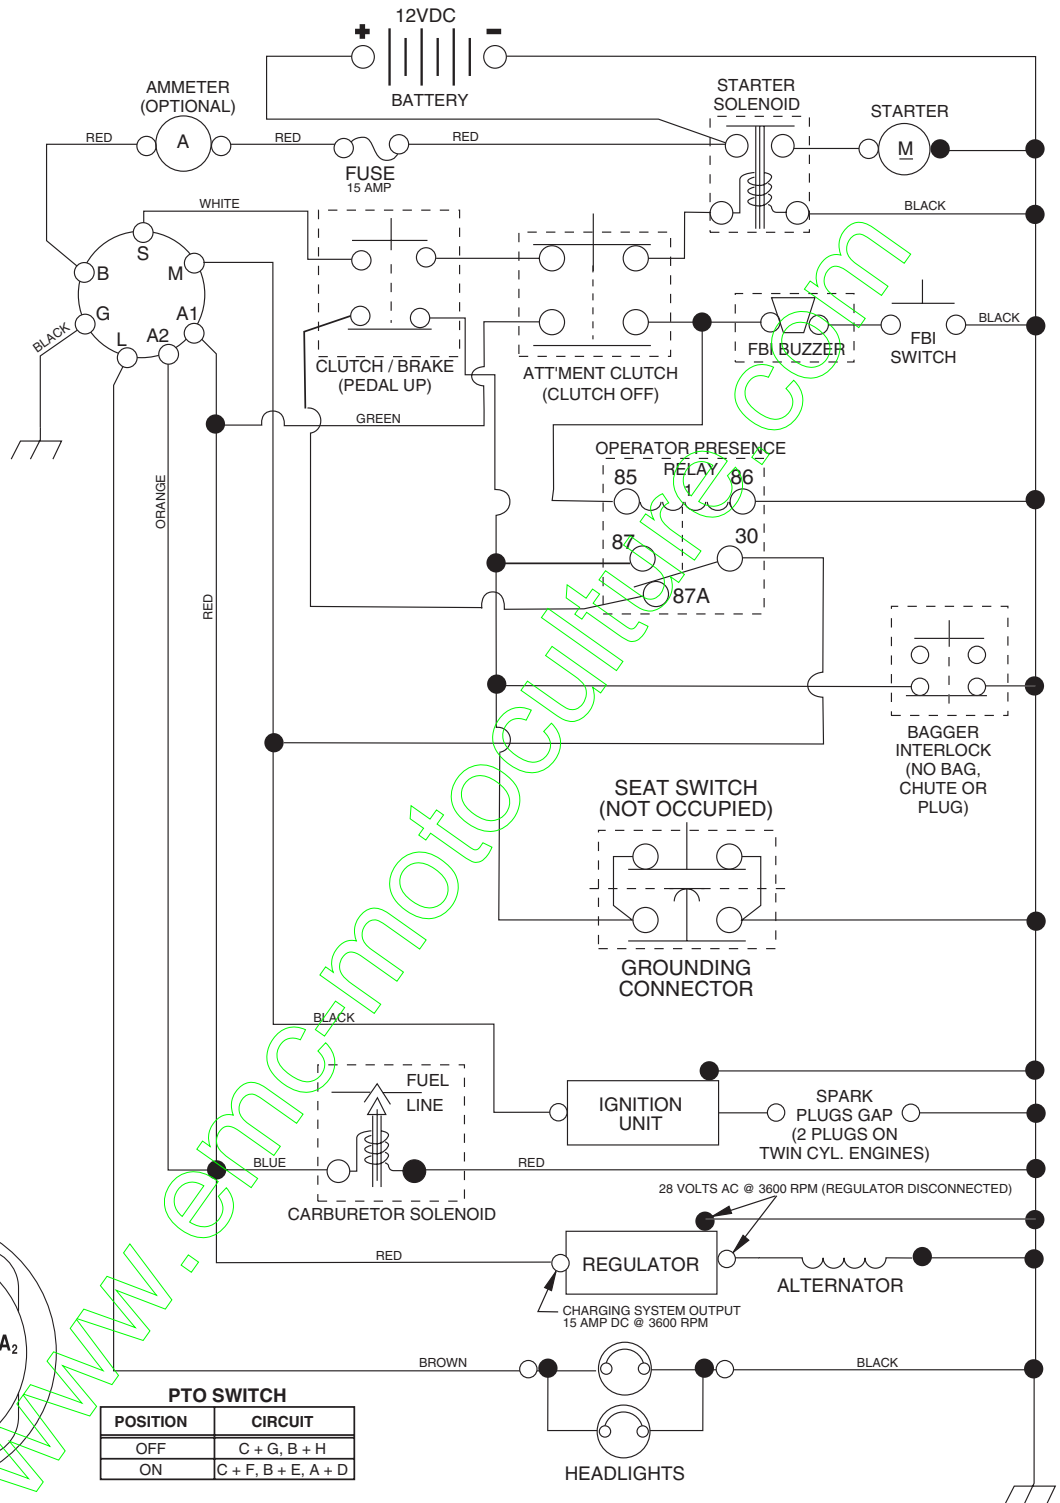 12VDC
+ -
BATTERY
AMMETER
(OPTIONAL)
STARTER
SOLENOID
STARTER
RED
A
RED
RED
M
FUSE
15 AMP
WHITE
BLACK
S
B
M
G
A1
L
A2
BLACK
CLUTCH / BRAKE
(PEDAL UP)
ATT'MENT CLUTCH
(CLUTCH OFF)
FBI BUZZER
FBI
SWITCH
BLACK
GREEN
OPERATOR PRESENCE
RELAY
1
85
86
87
30
87A
ORANGE
RED
BAGGER
INTERLOCK
(NO BAG,
CHUTE OR
PLUG)
SEAT SWITCH
(NOT OCCUPIED)
GROUNDING
CONNECTOR
BLACK
FUEL
LINE
IGNITION
UNIT
SPARK
PLUGS GAP
(2 PLUGS ON
TWIN CYL. ENGINES)
BLUE
RED
CARBURETOR SOLENOID
28 VOLTS AC @ 3600 RPM (REGULATOR DISCONNECTED)
RED
REGULATOR
ALTERNATOR
CHARGING SYSTEM OUTPUT
15 AMP DC @ 3600 RPM
A2
BROWN
BLACK
HEADLIGHTS
PTO SWITCH
POSITION CIRCUIT
OFF C + G, B + H
ON C + F, B + E, A + D
www.emc-motoculture.com